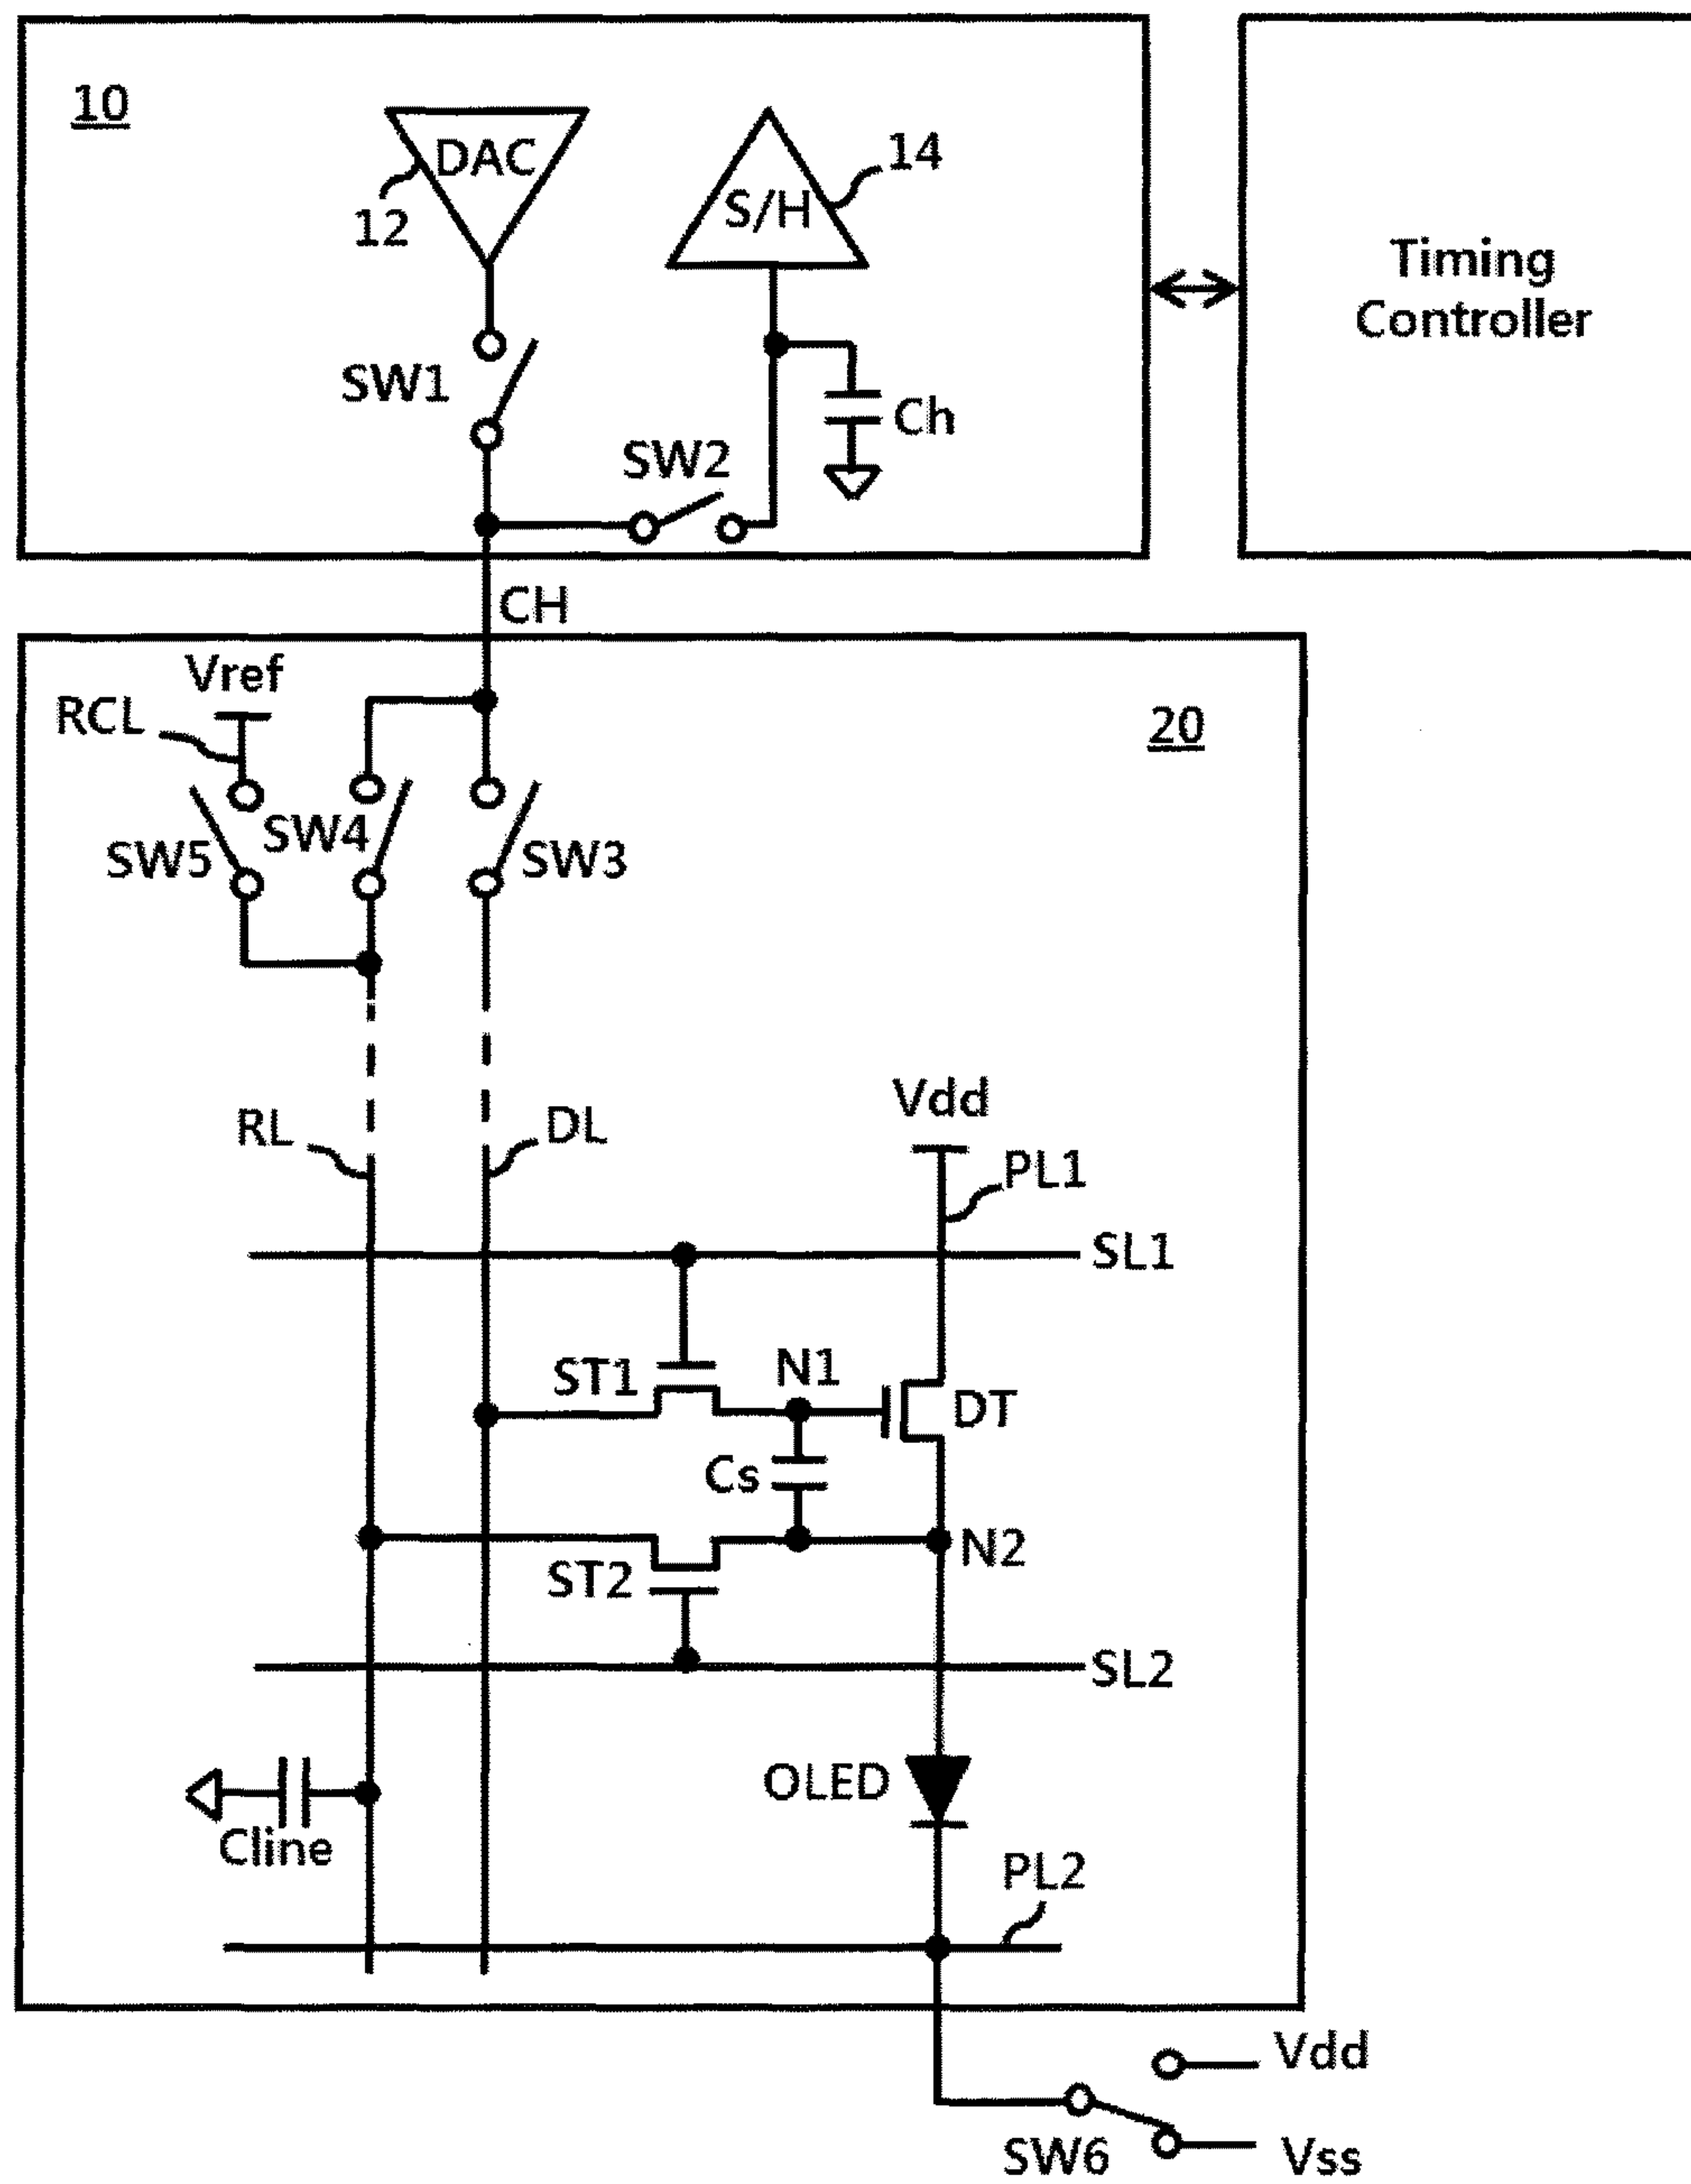 10
DAC
12
S/H
14
Timing
Controller
SW1
Ch
SW2
CH
Vref
RCL
20
SW5
SW4
SW3
Vdd
RL
DL
PL1
SL1
ST1
N1
DT
Cs
N2
ST2
SL2
OLED
Cline
PL2
Vdd
SW6
Vss